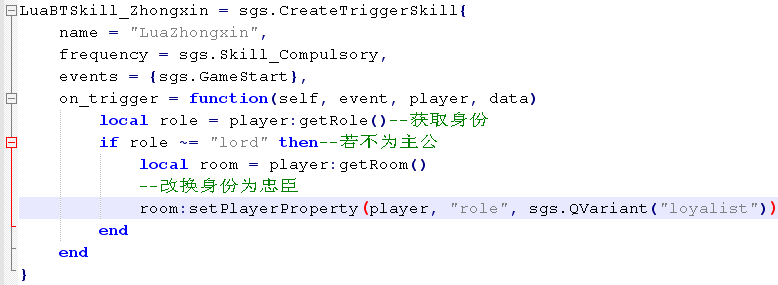 LuaBTSkill_Zhongxin = sgs.CreateTriggerSkill{
name = "LuaZhongxin",
frequency = sgs.Skill_Compulsory,
events = {sgs.GameStart},
on_trigger = function(self, event, player, data)
local role = player:getRole()--获取身份
if role ~= "lord" then--若不为主公
local room = player:getRoom()
--改换身份为忠臣
room:setPlayerProperty(player, "role", sgs.QVariant("loyalist"))
end
end
}